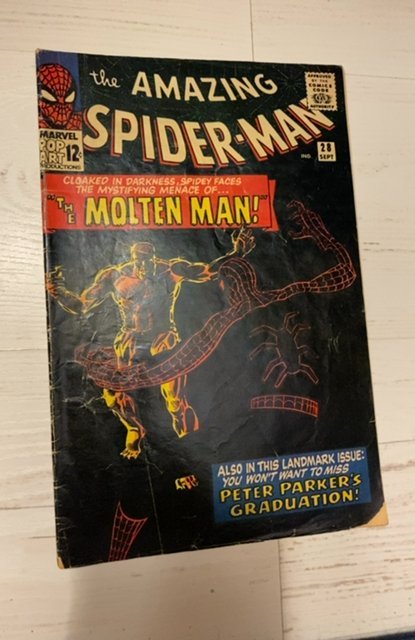 the AMAZING
SPIDER-MAN
APPROVED
BY THE
COMICS
CODE
AUTHORITY
MARVEL
POP
ART
PRODUCTIONS
12¢
IND.
28
SEPT
CLOAKED IN DARKNESS, SPIDEY FACES
THE MYSTIFYING MENACE OF...
"THE MOLTEN MAN!"
ALSO IN THIS LANDMARK ISSUE:
YOU WON'T WANT TO MISS
PETER PARKER'S
GRADUATION!